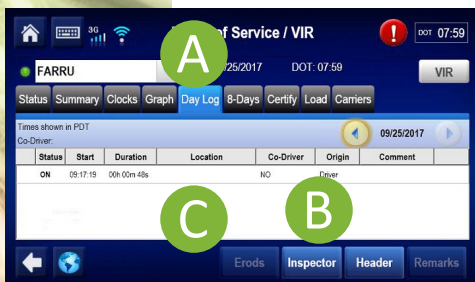 3G
of Service / VIR
DOT 07:59
FARRU
A
/25/2017
DOT: 07:59
VIR
Status Summary Clocks Graph Day Log 8-Days Certify Load Carriers
Times shown in PDT
Co-Driver:
09/25/2017
Status Start Duration Location Co-Driver Origin Comment
ON 09:17:19 00h 00m 48s NO Driver
C
B
Erods Inspector Header Remarks